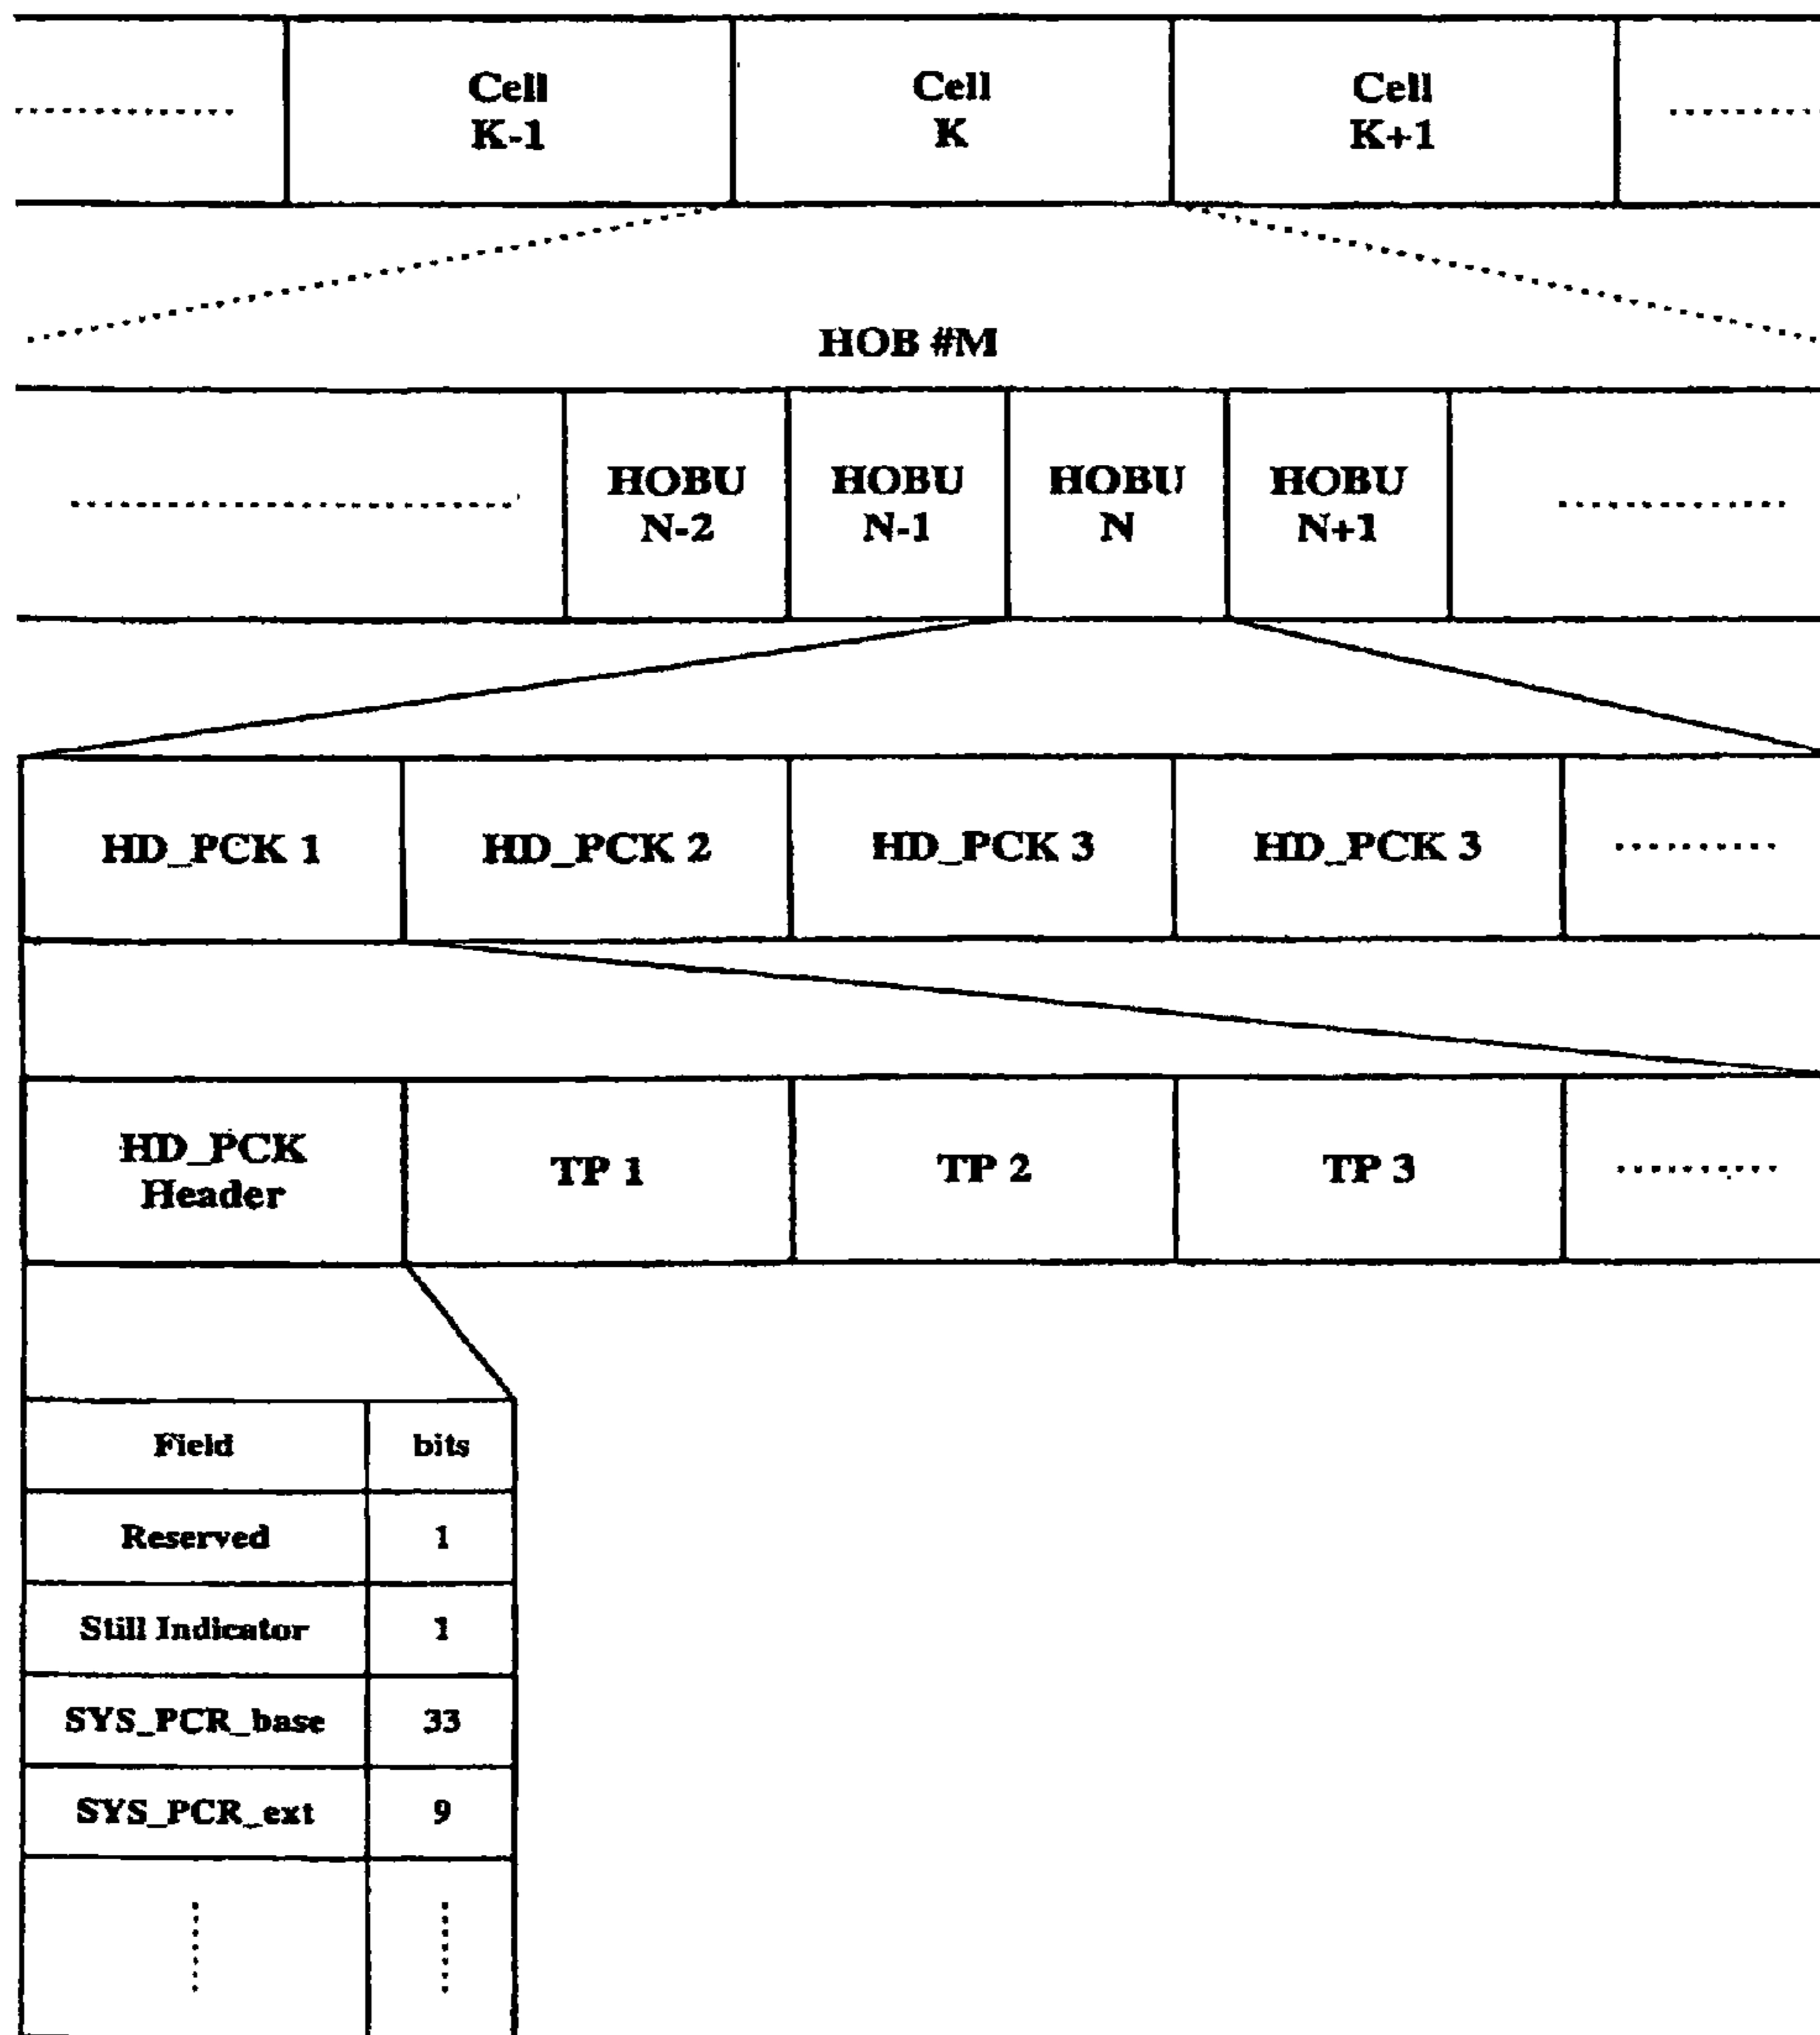 Cell
K-1
Cell
K
Cell
K+1
HOB #M
HOBU
N-2
HOBU
N-1
HOBU
N
HOBU
N+1
HD_PCK 1
HD_PCK 2
HD_PCK 3
HD_PCK 3
HD_PCK
Header
TP 1
TP 2
TP 3
Field bits
Reserved 1
Still Indicator 1
SYS_PCR_base 33
SYS_PCR_ext 9